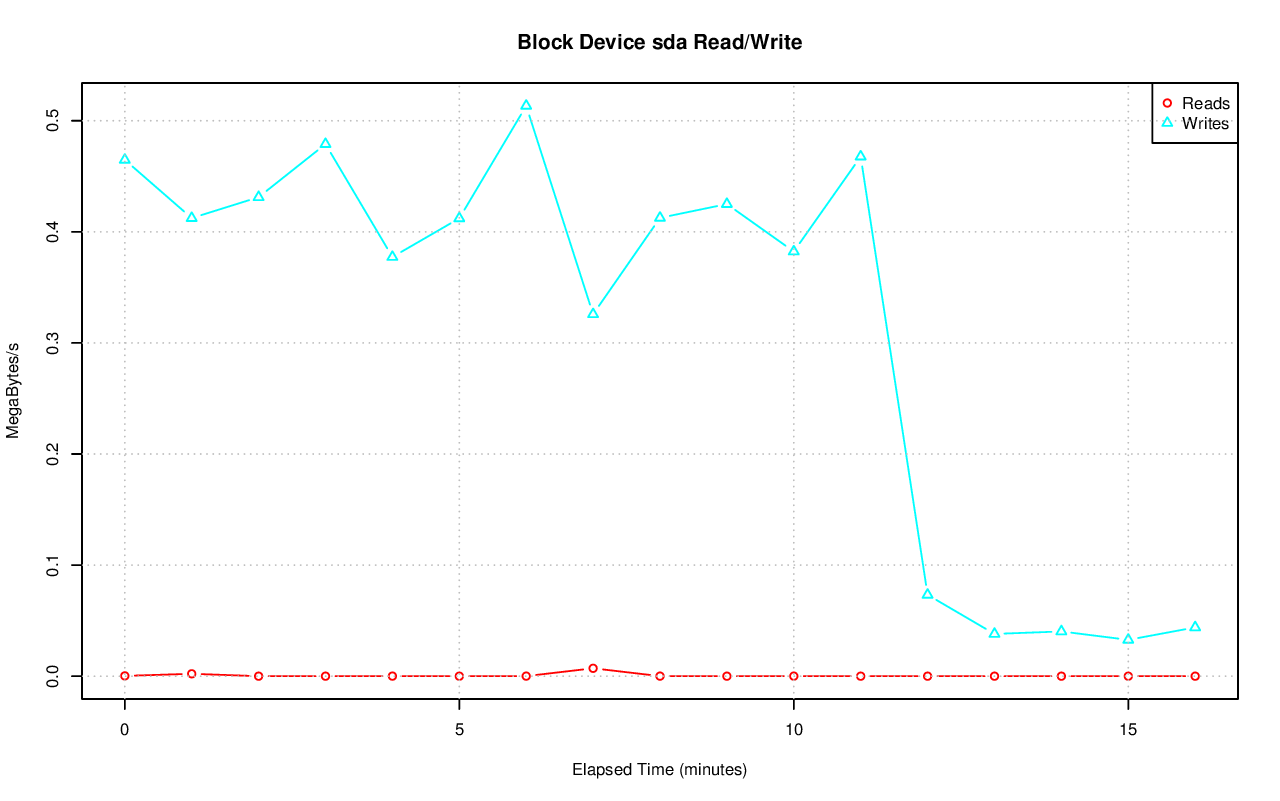 Block Device sda Read/Write
Reads
Writes
MegaBytes/s
0.5
0.4
0.3
0.2
0.1
0.0
0 5 10 15
Elapsed Time (minutes)